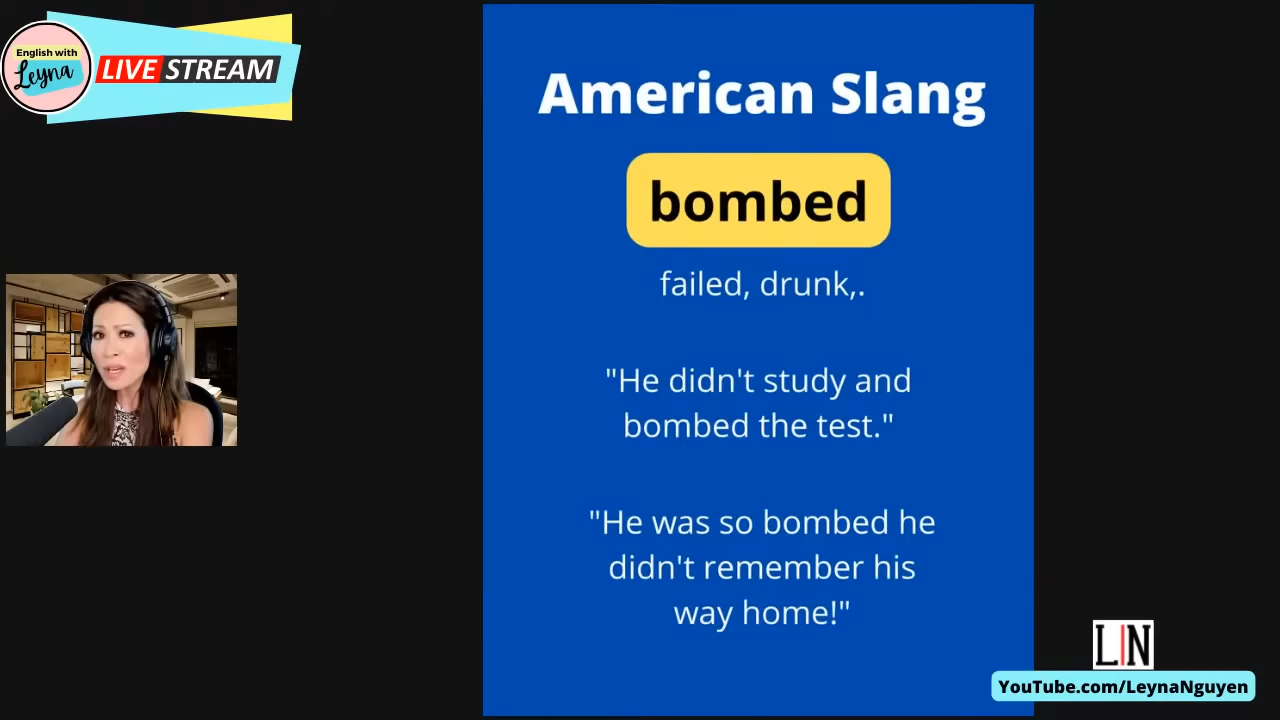 English with
Leyna
LIVE STREAM
American Slang
bombed
failed, drunk,.
"He didn't study and
bombed the test."
"He was so bombed he
didn't remember his
way home!"
LIN
YouTube.com/LeynaNguyen